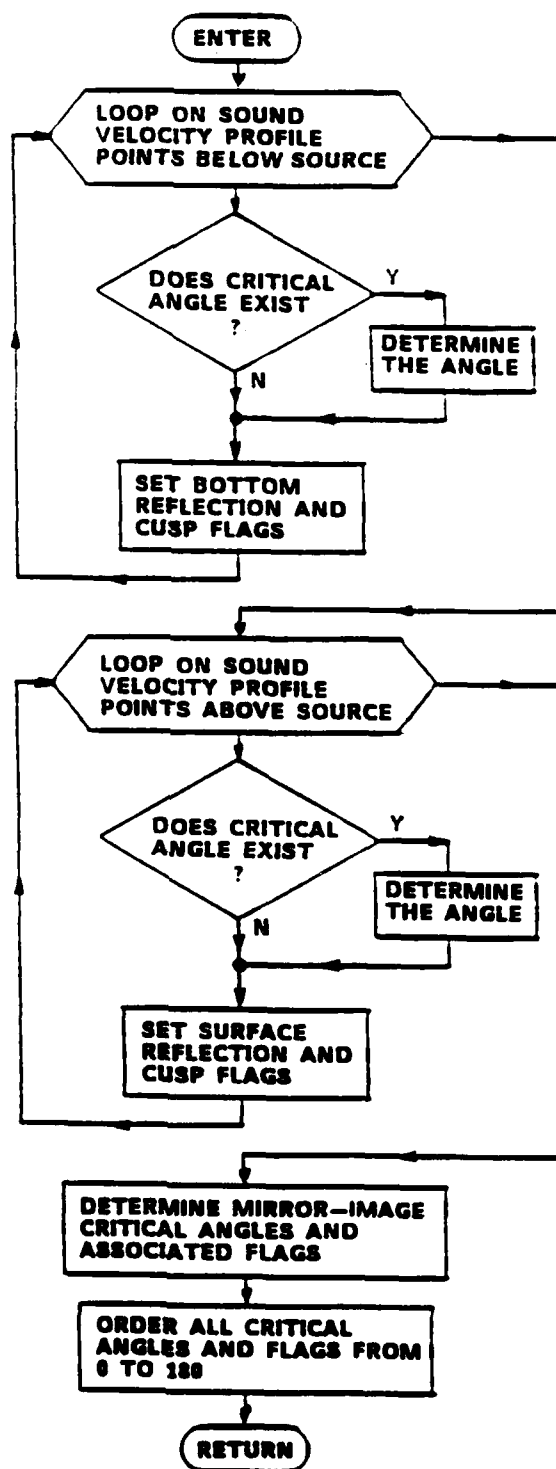 ENTER
LOOP ON SOUND
VELOCITY PROFILE
POINTS BELOW SOURCE
DOES CRITICAL
ANGLE EXIST
?
Y
DETERMINE
THE ANGLE
N
SET BOTTOM
REFLECTION AND
CUSP FLAGS
LOOP ON SOUND
VELOCITY PROFILE
POINTS ABOVE SOURCE
DOES CRITICAL
ANGLE EXIST
?
Y
DETERMINE
THE ANGLE
N
SET SURFACE
REFLECTION AND
CUSP FLAGS
DETERMINE MIRROR-IMAGE
CRITICAL ANGLES AND
ASSOCIATED FLAGS
ORDER ALL CRITICAL
ANGLES AND FLAGS FROM
0 TO 180
RETURN